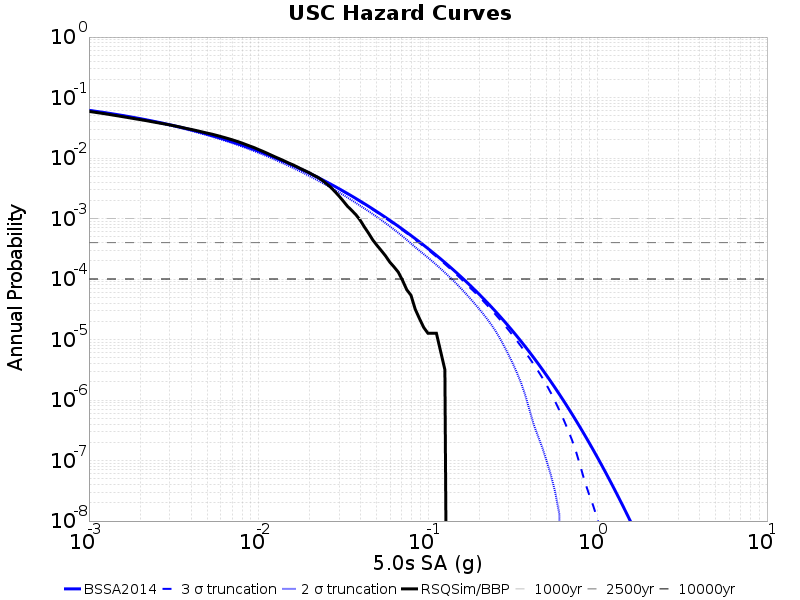 USC Hazard Curves
10^0
10^-1
10^-2
10^-3
10^-4
10^-5
10^-6
10^-7
10^-8
Annual Probability
10^-3 10^-2 10^-1 10^0 10^1
5.0s SA (g)
BSSA2014 3 σ truncation 2 σ truncation RSQSim/BBP 1000yr 2500yr 10000yr